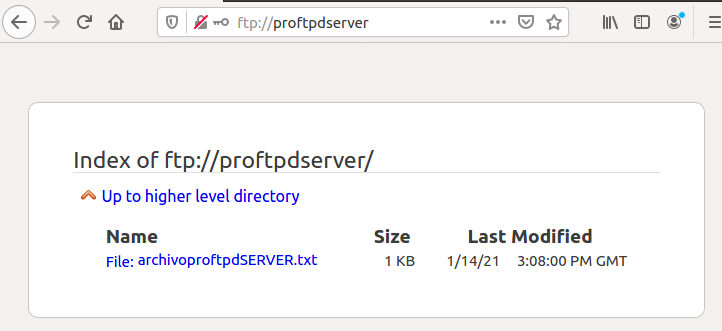 ftp://proftpdserver
Index of ftp://proftpdserver/
Up to higher level directory
Name Size Last Modified
File: archivoproftpdSERVER.txt 1 KB 1/14/21 3:08:00 PM GMT